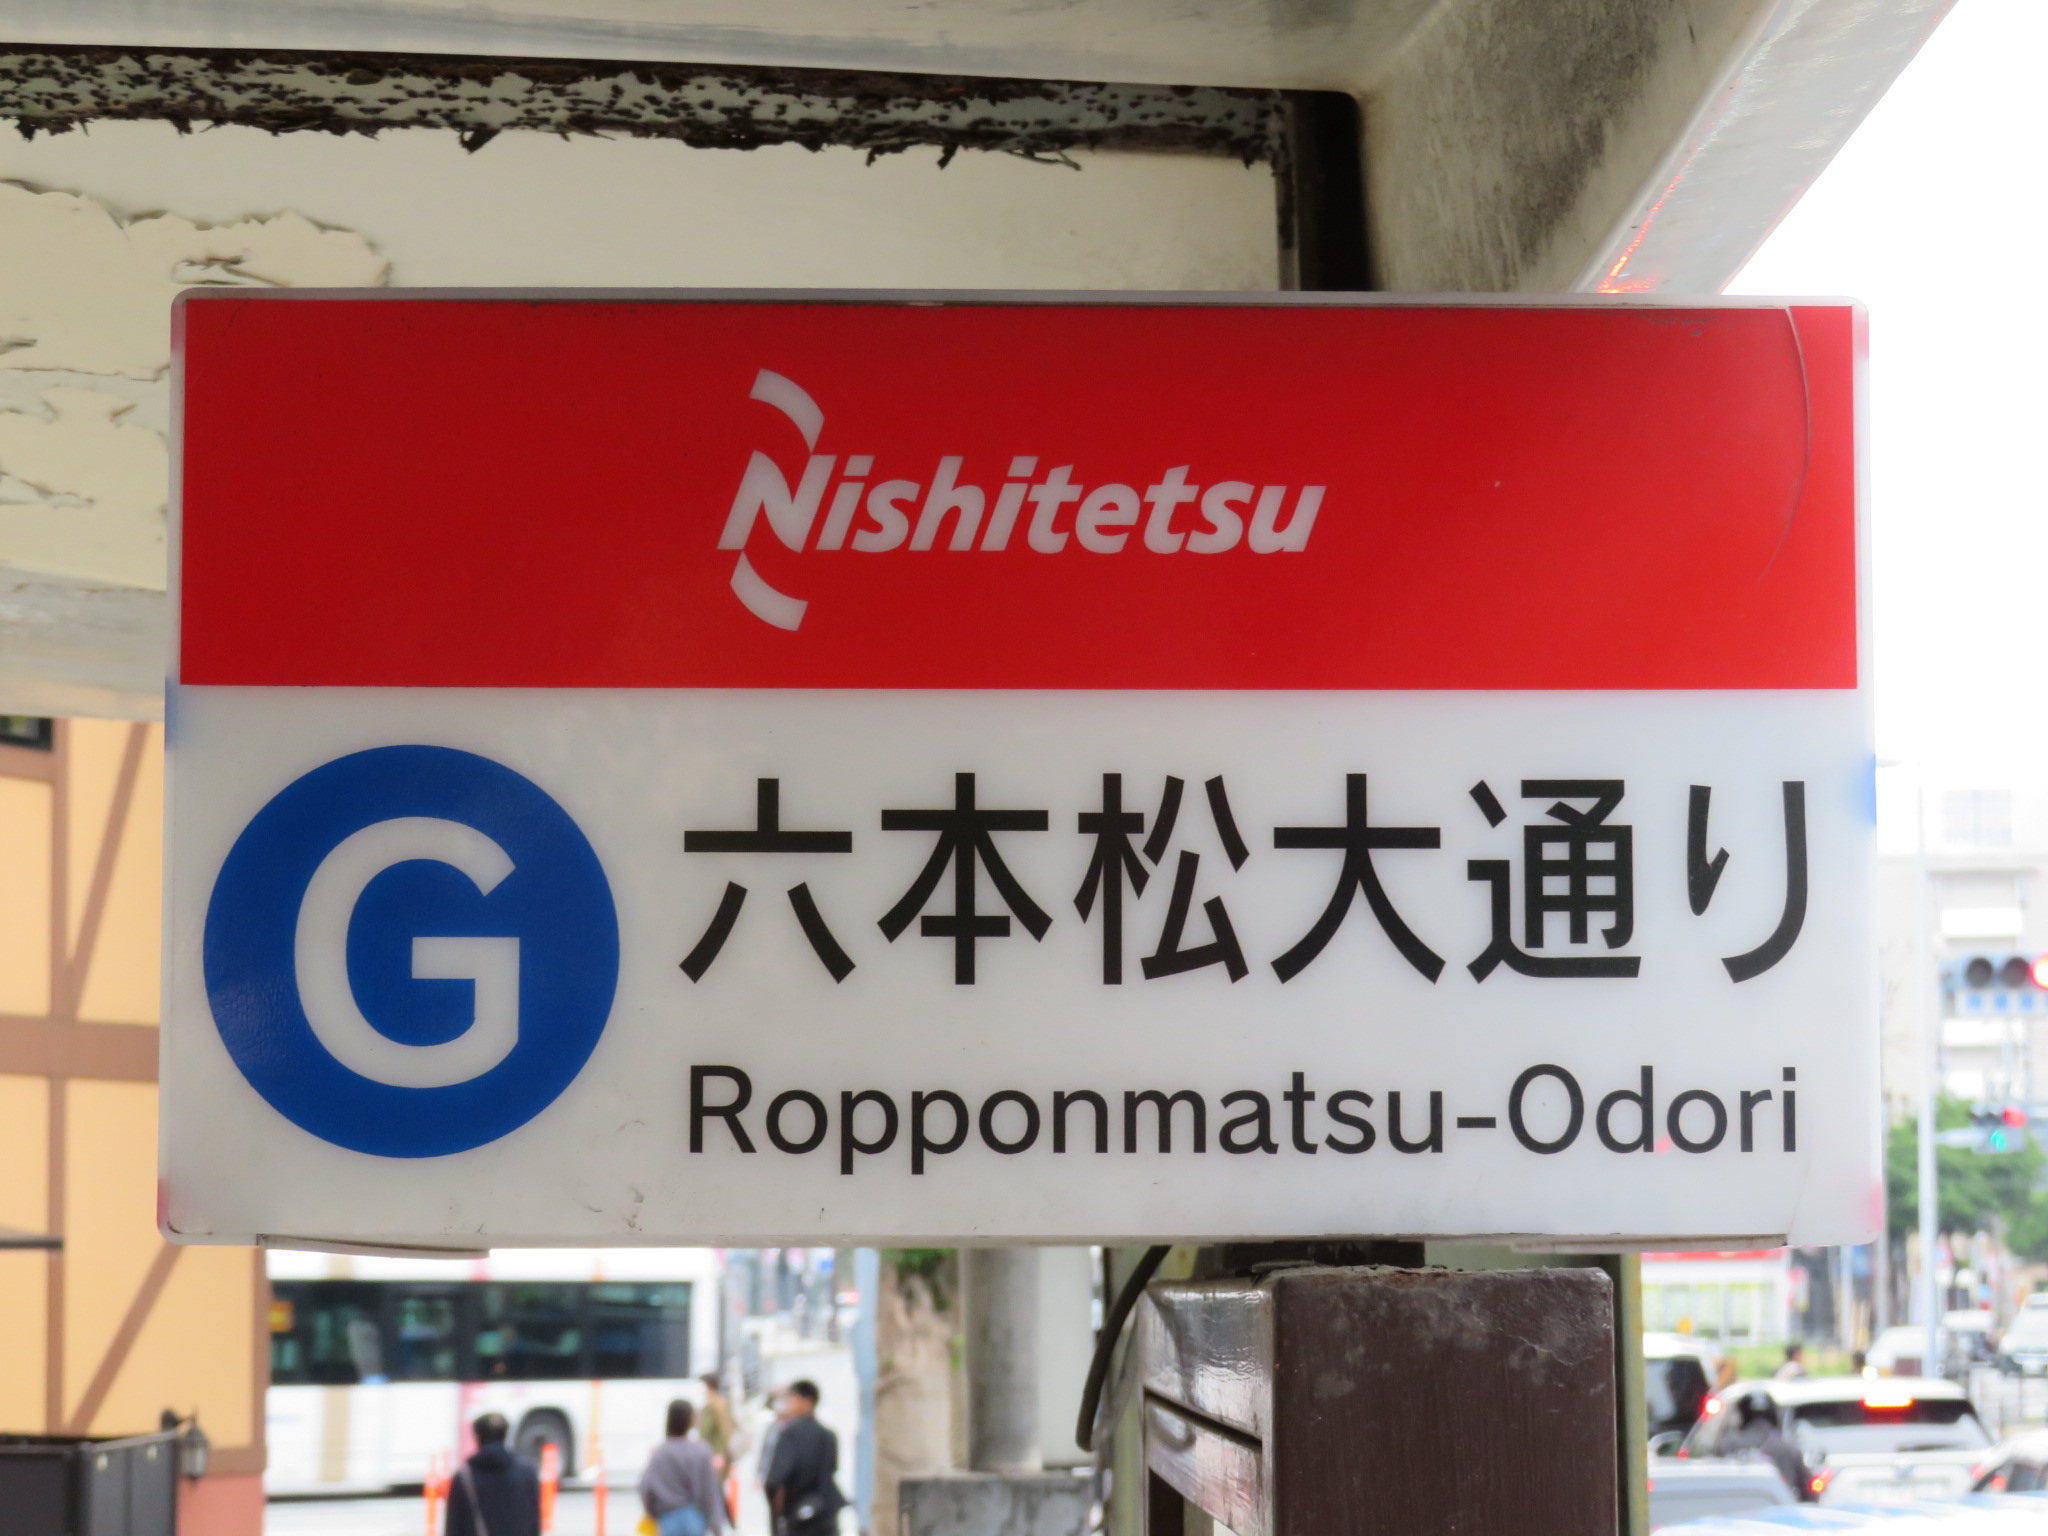 Nishitetsu
G
六本松大通り
Ropponmatsu-Odori